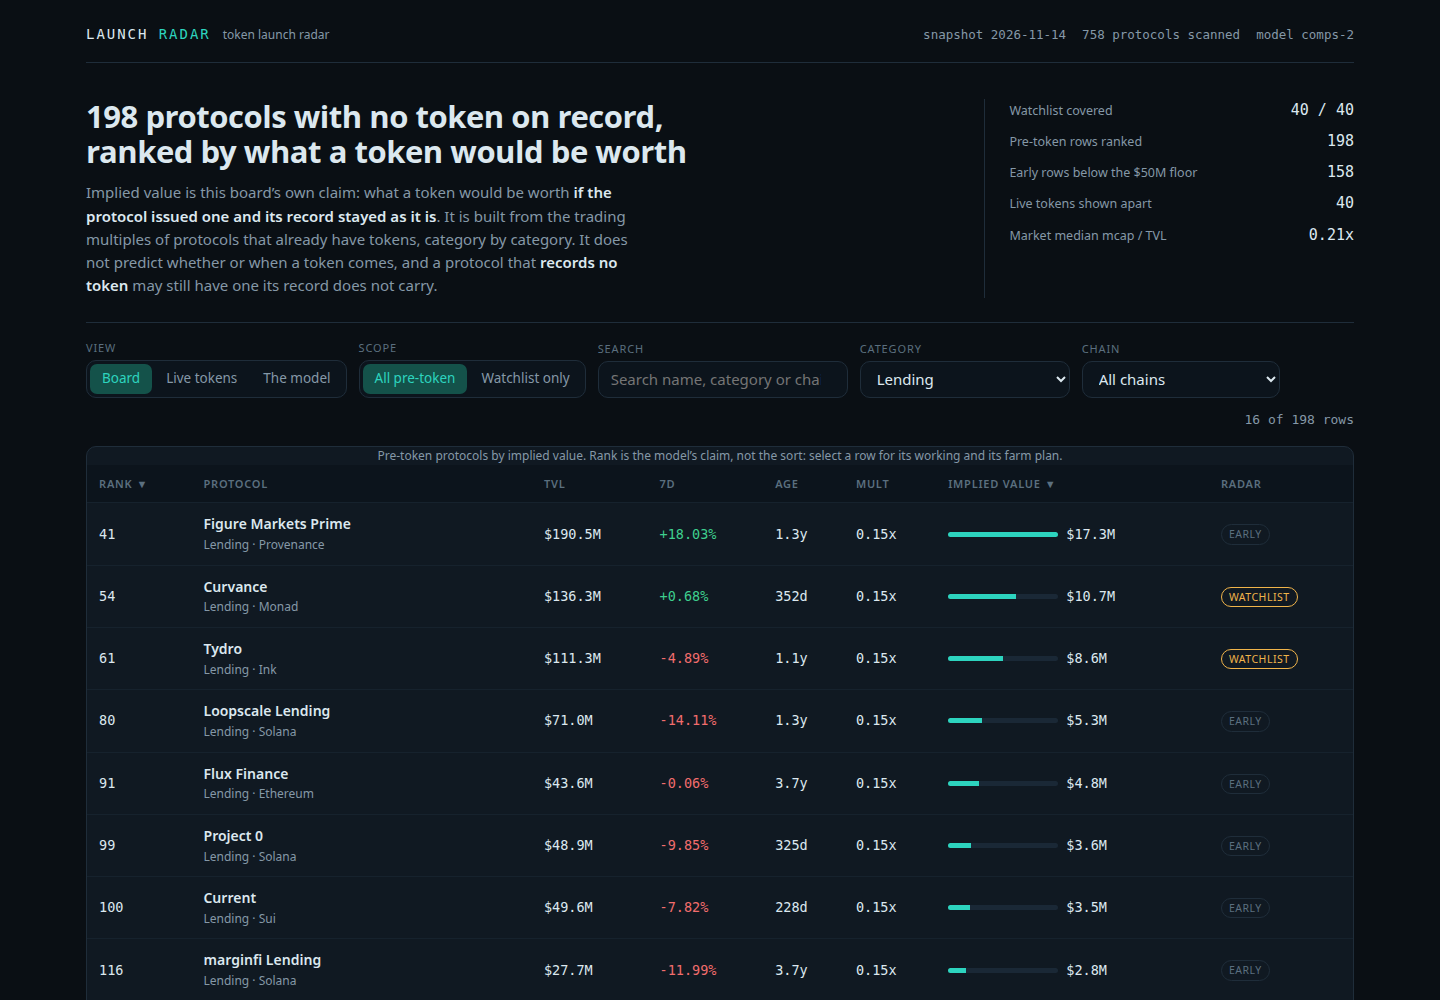 LAUNCH RADAR token launch radar
snapshot 2026-11-14 758 protocols scanned model comps-2
198 protocols with no token on record,
ranked by what a token would be worth
Implied value is this board’s own claim: what a token would be worth if the
protocol issued one and its record stayed as it is. It is built from the trading
multiples of protocols that already have tokens, category by category. It does
not predict whether or when a token comes, and a protocol that records no
token may still have one its record does not carry.
Watchlist covered 40 / 40
Pre-token rows ranked 198
Early rows below the $50M floor 158
Live tokens shown apart 40
Market median mcap / TVL 0.21x
VIEW SCOPE SEARCH CATEGORY CHAIN
Board Live tokens The model All pre-token Watchlist only Search name, category or cha Lending All chains
16 of 198 rows
Pre-token protocols by implied value. Rank is the model’s claim, not the sort: select a row for its working and its farm plan.
RANK ▼ PROTOCOL TVL 7D AGE MULT IMPLIED VALUE ▼ RADAR
41 Figure Markets Prime $190.5M +18.03% 1.3y 0.15x $17.3M EARLY
Lending · Provenance
54 Curvance $136.3M +0.68% 352d 0.15x $10.7M WATCHLIST
Lending · Monad
61 Tydro $111.3M -4.89% 1.1y 0.15x $8.6M WATCHLIST
Lending · Ink
80 Loopscale Lending $71.0M -14.11% 1.3y 0.15x $5.3M EARLY
Lending · Solana
91 Flux Finance $43.6M -0.06% 3.7y 0.15x $4.8M EARLY
Lending · Ethereum
99 Project 0 $48.9M -9.85% 325d 0.15x $3.6M EARLY
Lending · Solana
100 Current $49.6M -7.82% 228d 0.15x $3.5M EARLY
Lending · Sui
116 marginfi Lending $27.7M -11.99% 3.7y 0.15x $2.8M EARLY
Lending · Solana